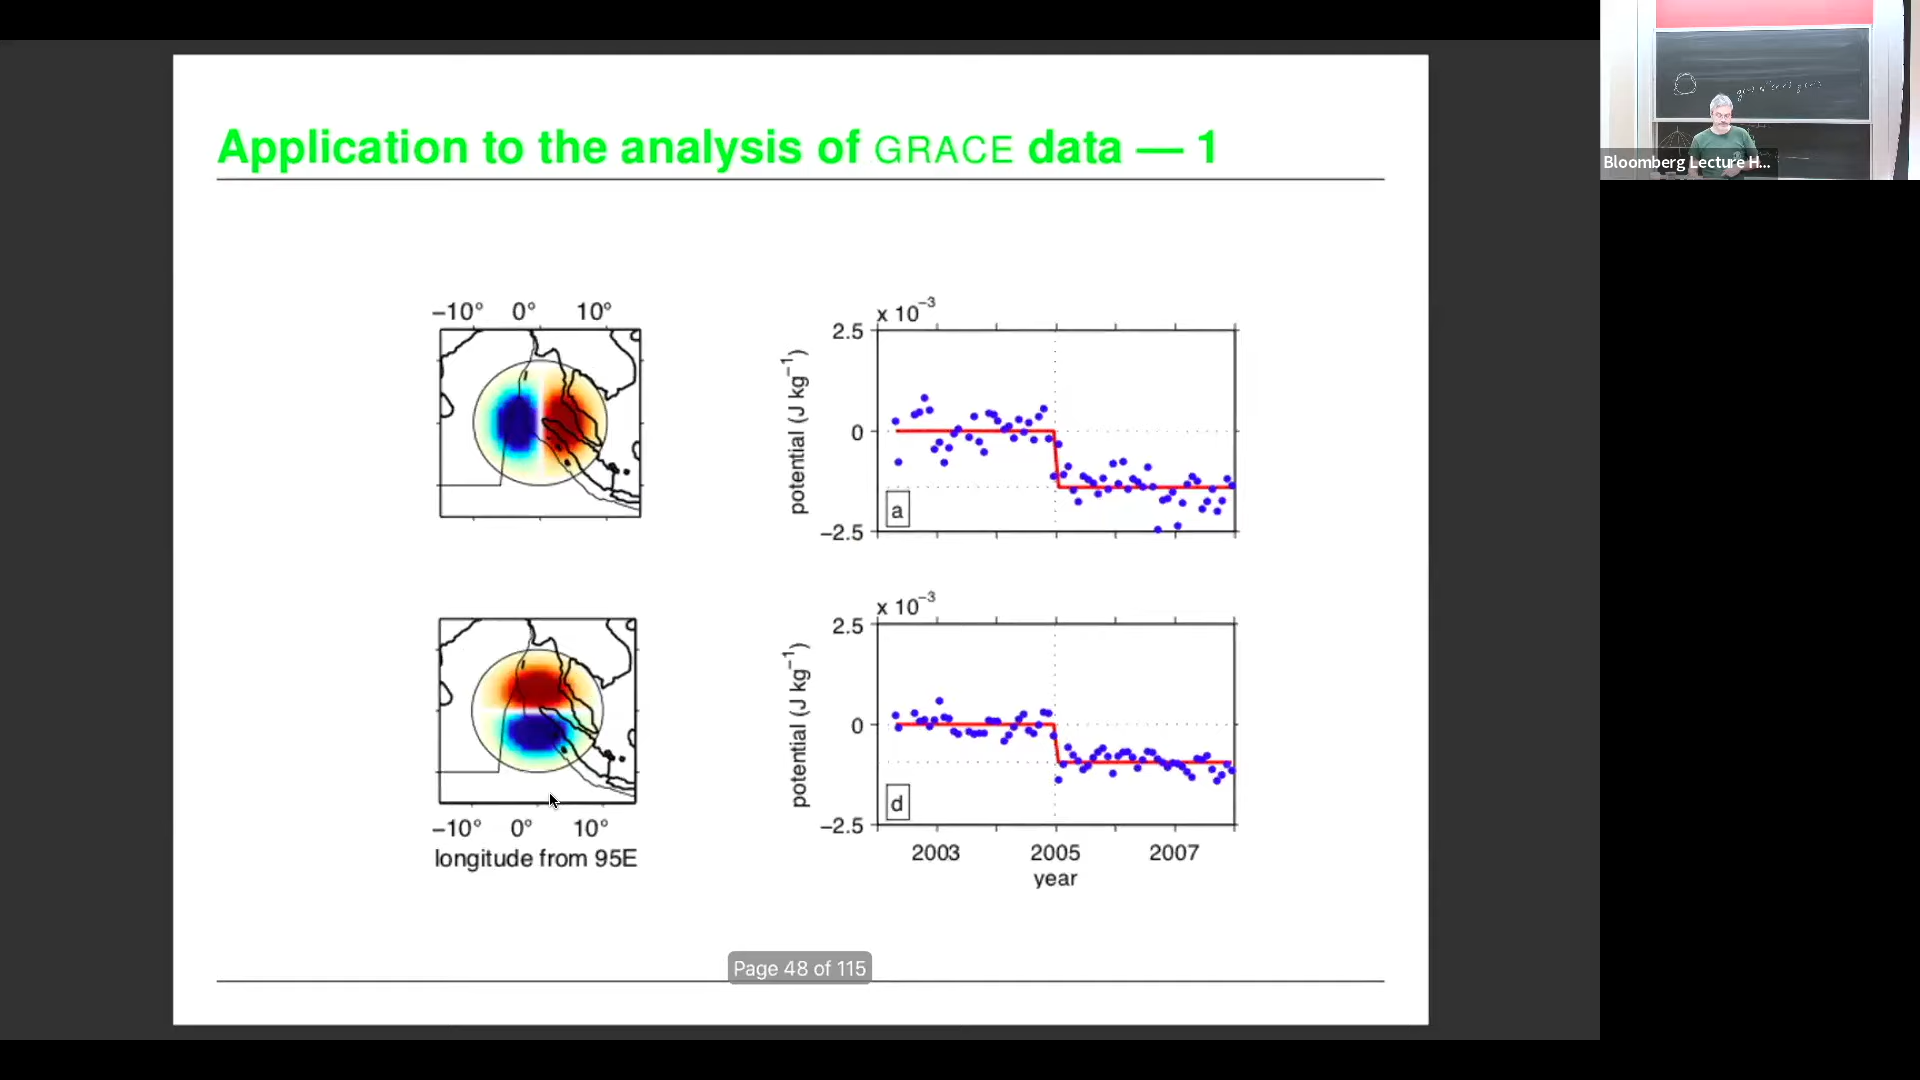 Application to the analysis of GRACE data — 1
Bloomberg Lecture H...
−10° 0° 10°
x 10−3
2.5
0
−2.5
potential (J kg−1)
a
x 10−3
2.5
0
−2.5
potential (J kg−1)
d
−10° 0° 10°
longitude from 95E
2003 2005 2007
year
Page 48 of 115